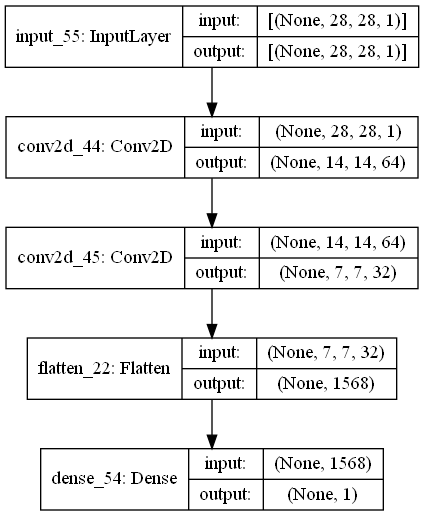 input_55: InputLayer
input:
[(None, 28, 28, 1)]
output:
[(None, 28, 28, 1)]
conv2d_44: Conv2D
input:
(None, 28, 28, 1)
output:
(None, 14, 14, 64)
conv2d_45: Conv2D
input:
(None, 14, 14, 64)
output:
(None, 7, 7, 32)
flatten_22: Flatten
input:
(None, 7, 7, 32)
output:
(None, 1568)
dense_54: Dense
input:
(None, 1568)
output:
(None, 1)